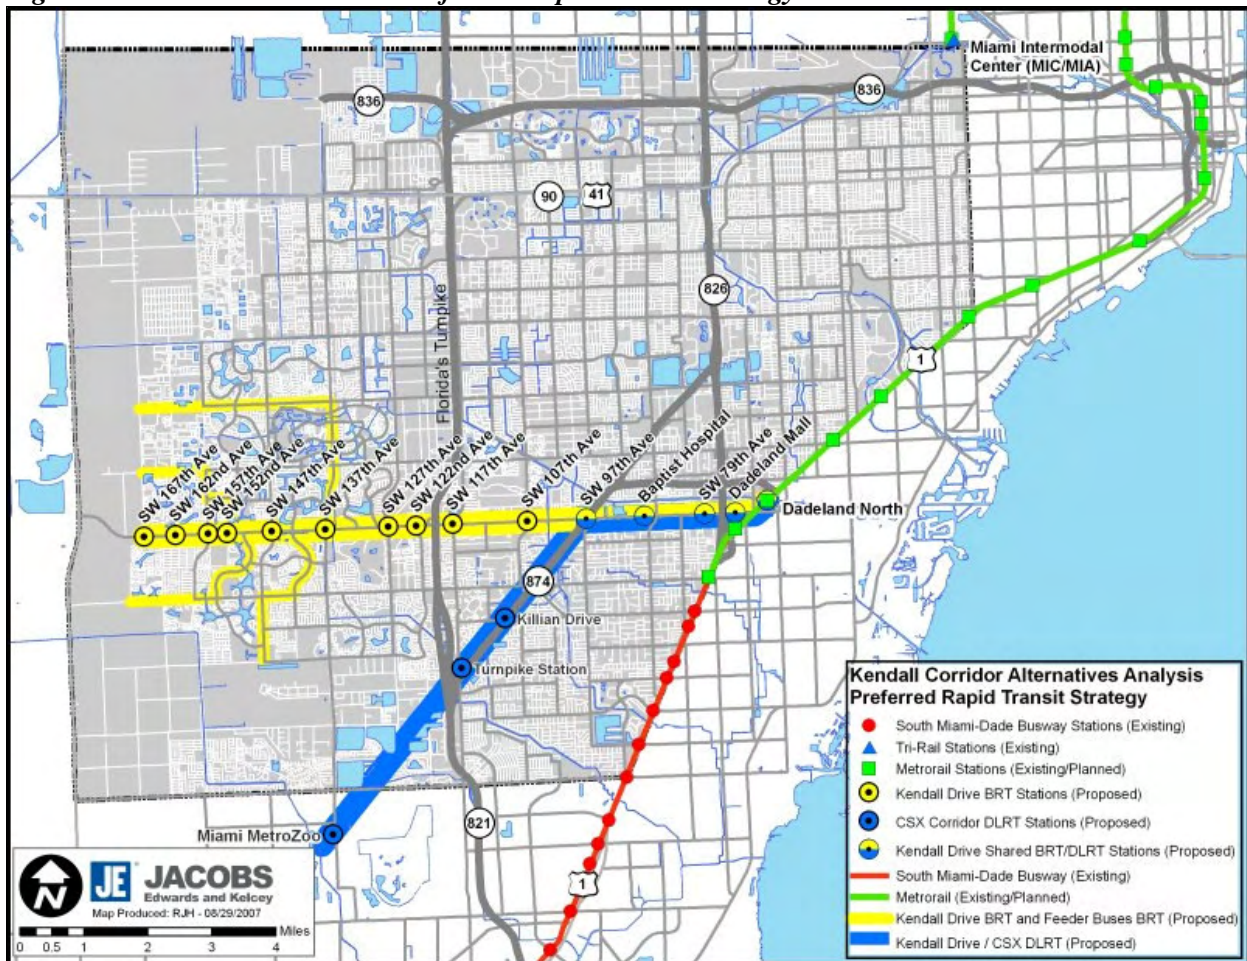 Miami Intermodal
Center (MIC/MIA)
836
836
90
41
826
Florida's Turnpike
1
SW 167th Ave
SW 162nd Ave
SW 157th Ave
SW 152nd Ave
SW 147th Ave
SW 137th Ave
SW 127th Ave
SW 122nd Ave
SW 117th Ave
SW 107th Ave
SW 97th Ave
Baptist Hospital
SW 79th Ave
Dadeland Mall
Dadeland North
874
Killian Drive
Turnpike Station
Miami MetroZoo
821
1
Kendall Corridor Alternatives Analysis
Preferred Rapid Transit Strategy
South Miami-Dade Busway Stations (Existing)
Tri-Rail Stations (Existing)
Metrorail Stations (Existing/Planned)
Kendall Drive BRT Stations (Proposed)
CSX Corridor DLRT Stations (Proposed)
Kendall Drive Shared BRT/DLRT Stations (Proposed)
South Miami-Dade Busway (Existing)
Metrorail (Existing/Planned)
Kendall Drive BRT and Feeder Buses BRT (Proposed)
Kendall Drive / CSX DLRT (Proposed)
N
JE JACOBS
Edwards and Kelcey
Map Produced: RJH - 08/29/2007
Miles
0 0.5 1 2 3 4